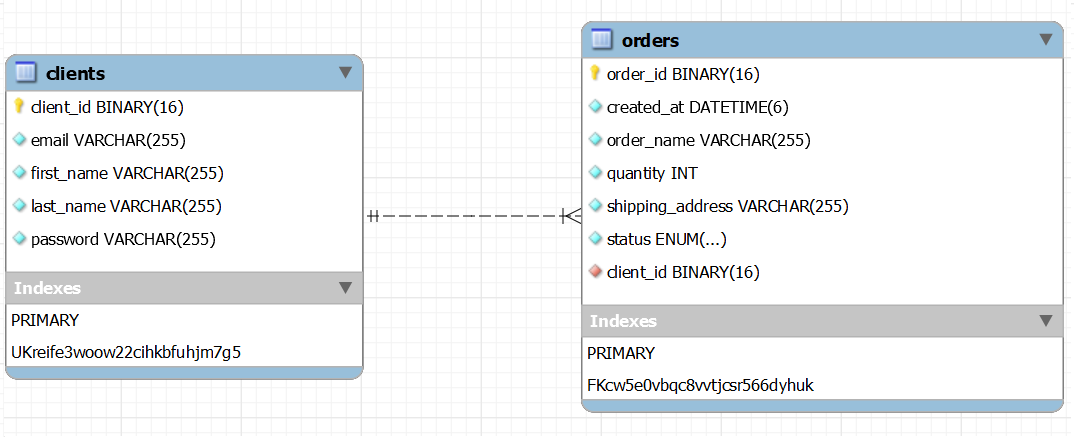 clients
client_id BINARY(16)
email VARCHAR(255)
first_name VARCHAR(255)
last_name VARCHAR(255)
password VARCHAR(255)
Indexes
PRIMARY
UKreife3woow22cihkbfuhjm7g5
orders
order_id BINARY(16)
created_at DATETIME(6)
order_name VARCHAR(255)
quantity INT
shipping_address VARCHAR(255)
status ENUM(...)
client_id BINARY(16)
Indexes
PRIMARY
FKcw5e0vbqc8vvtjcsr566dyhuk